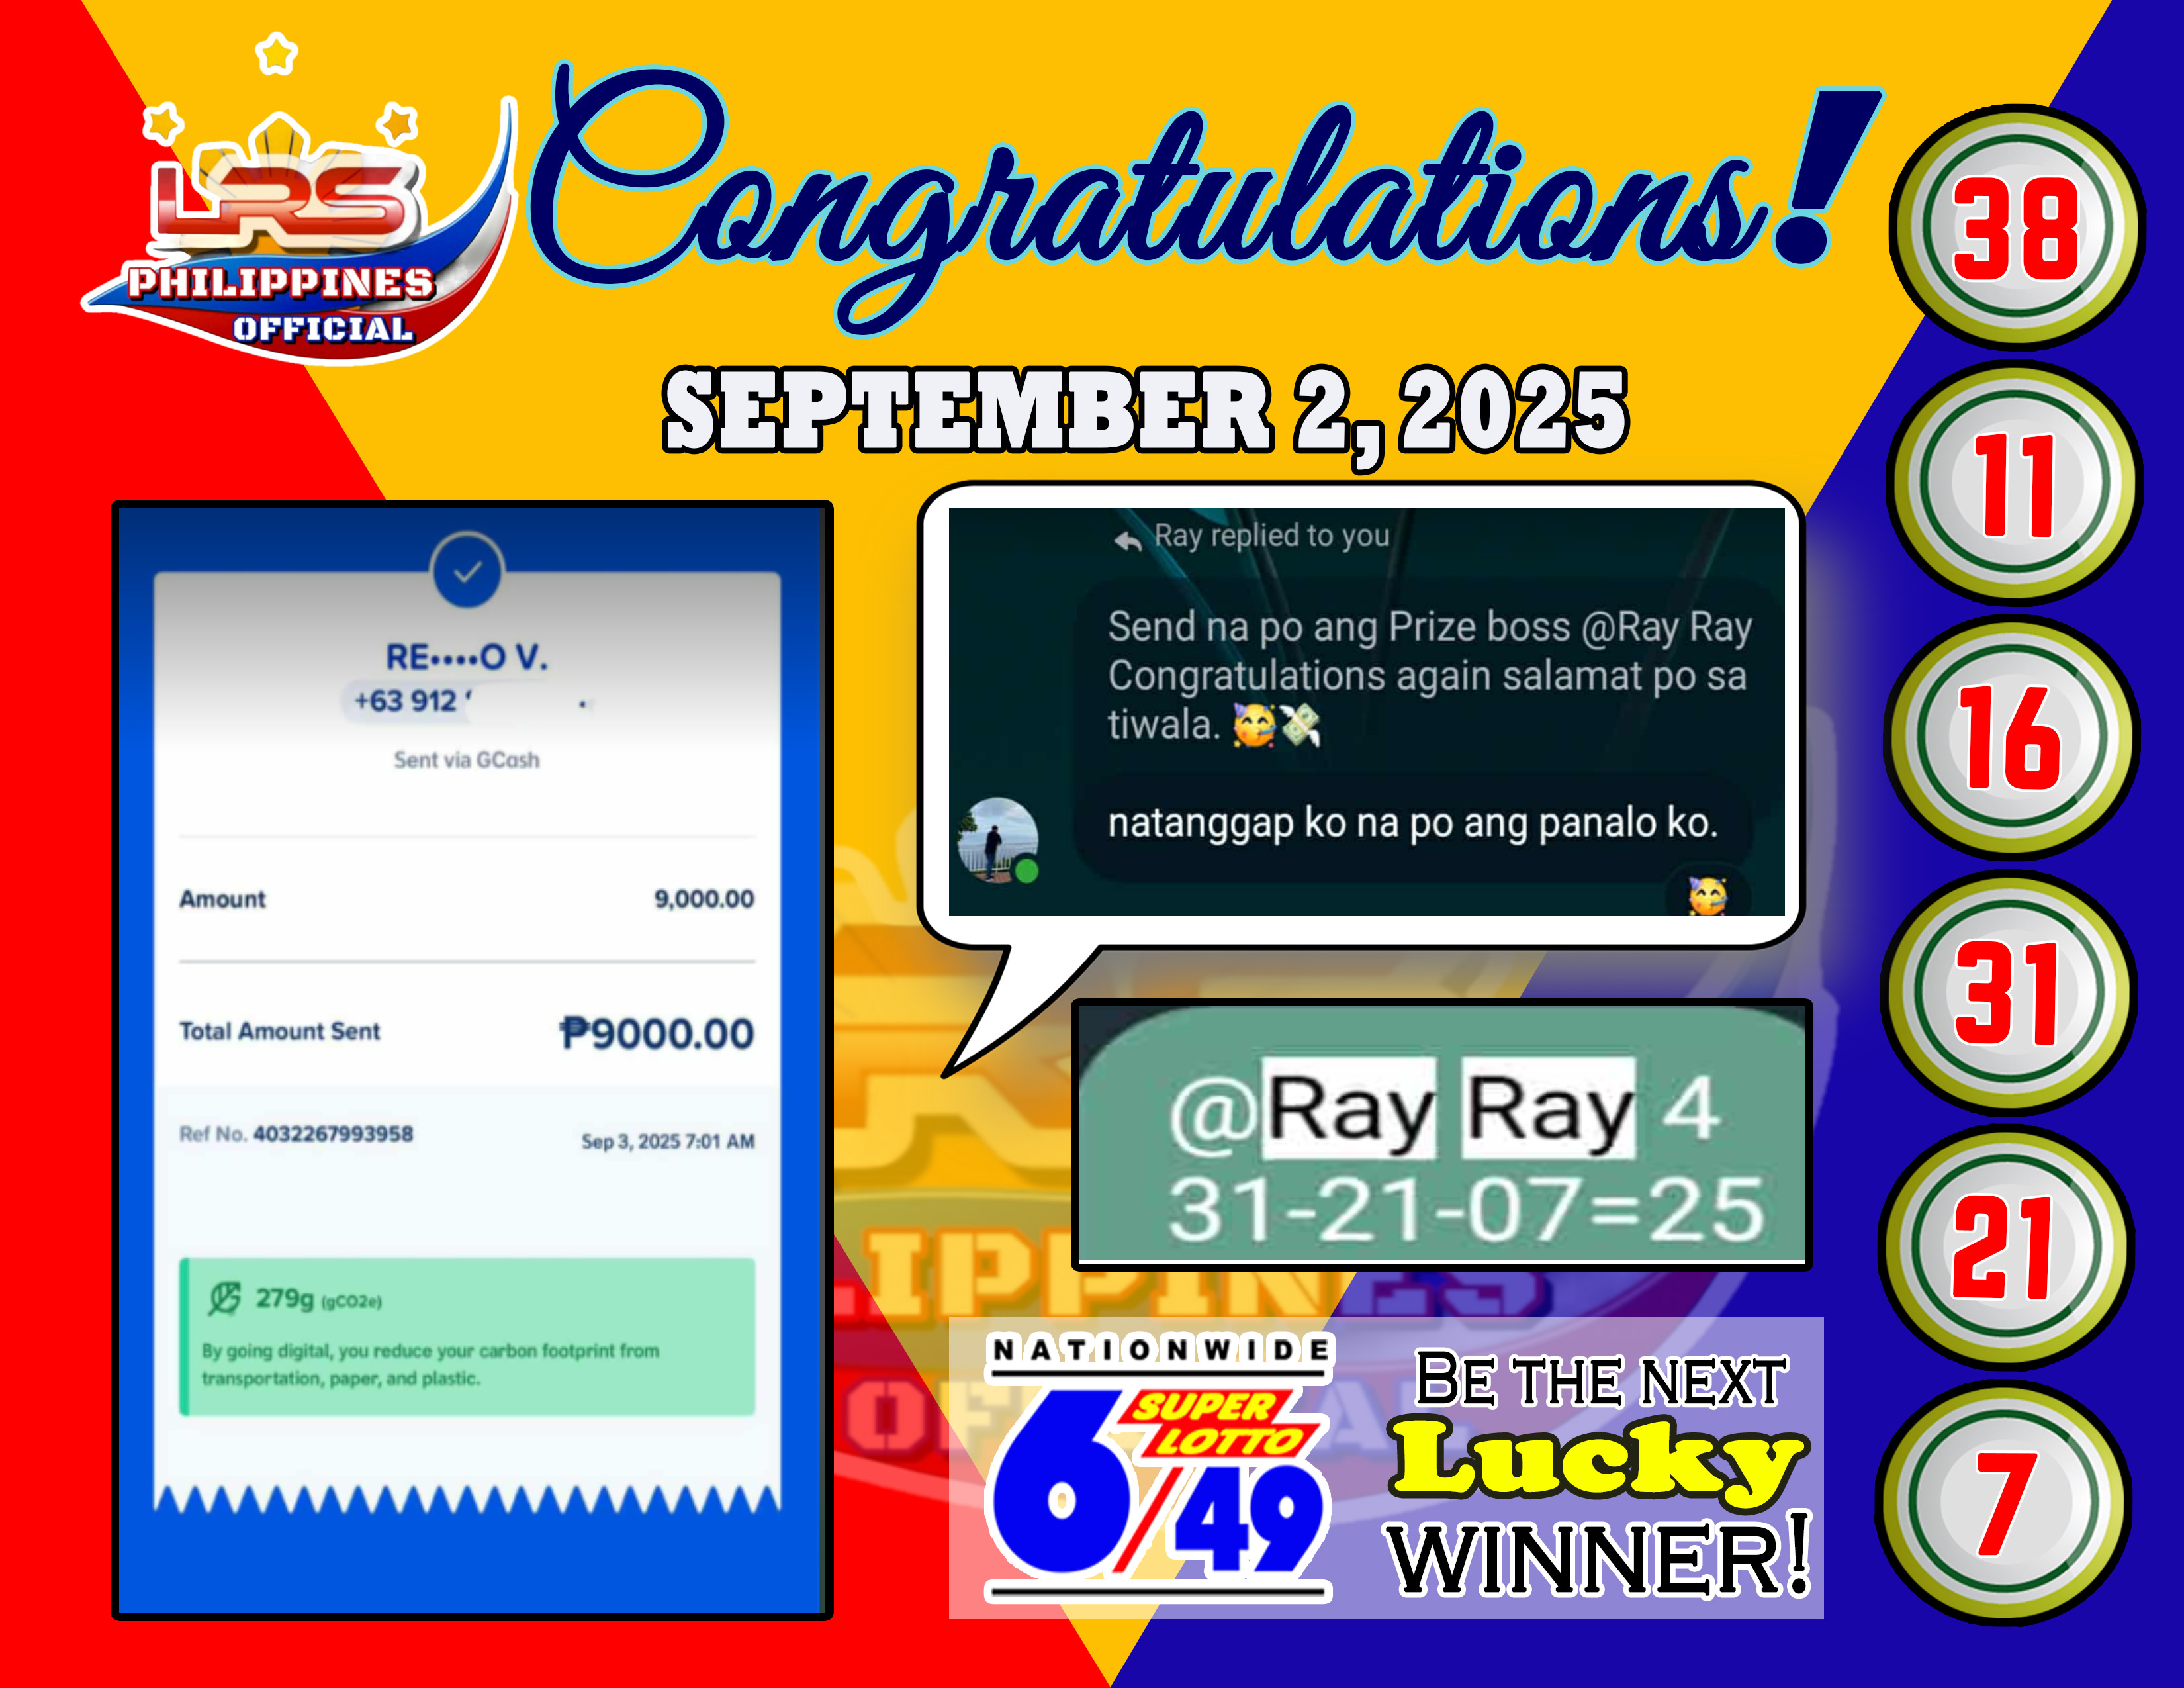 LRS
PHILIPPINES
OFFICIAL
Congratulations!
SEPTEMBER 2, 2025
RE••••O V.
+63 912
Sent via GCash
Amount 9,000.00
Total Amount Sent ₱9000.00
Ref No. 4032267993958 Sep 3, 2025 7:01 AM
279g (gCO2e)
By going digital, you reduce your carbon footprint from
transportation, paper, and plastic.
Ray replied to you
Send na po ang Prize boss @Ray Ray
Congratulations again salamat po sa
tiwala. 🥳💸
natanggap ko na po ang panalo ko.
🥳
@Ray Ray 4
31-21-07=25
NATIONWIDE
SUPER
LOTTO
6/49
BE THE NEXT
Lucky
WINNER!
38
11
16
31
21
7